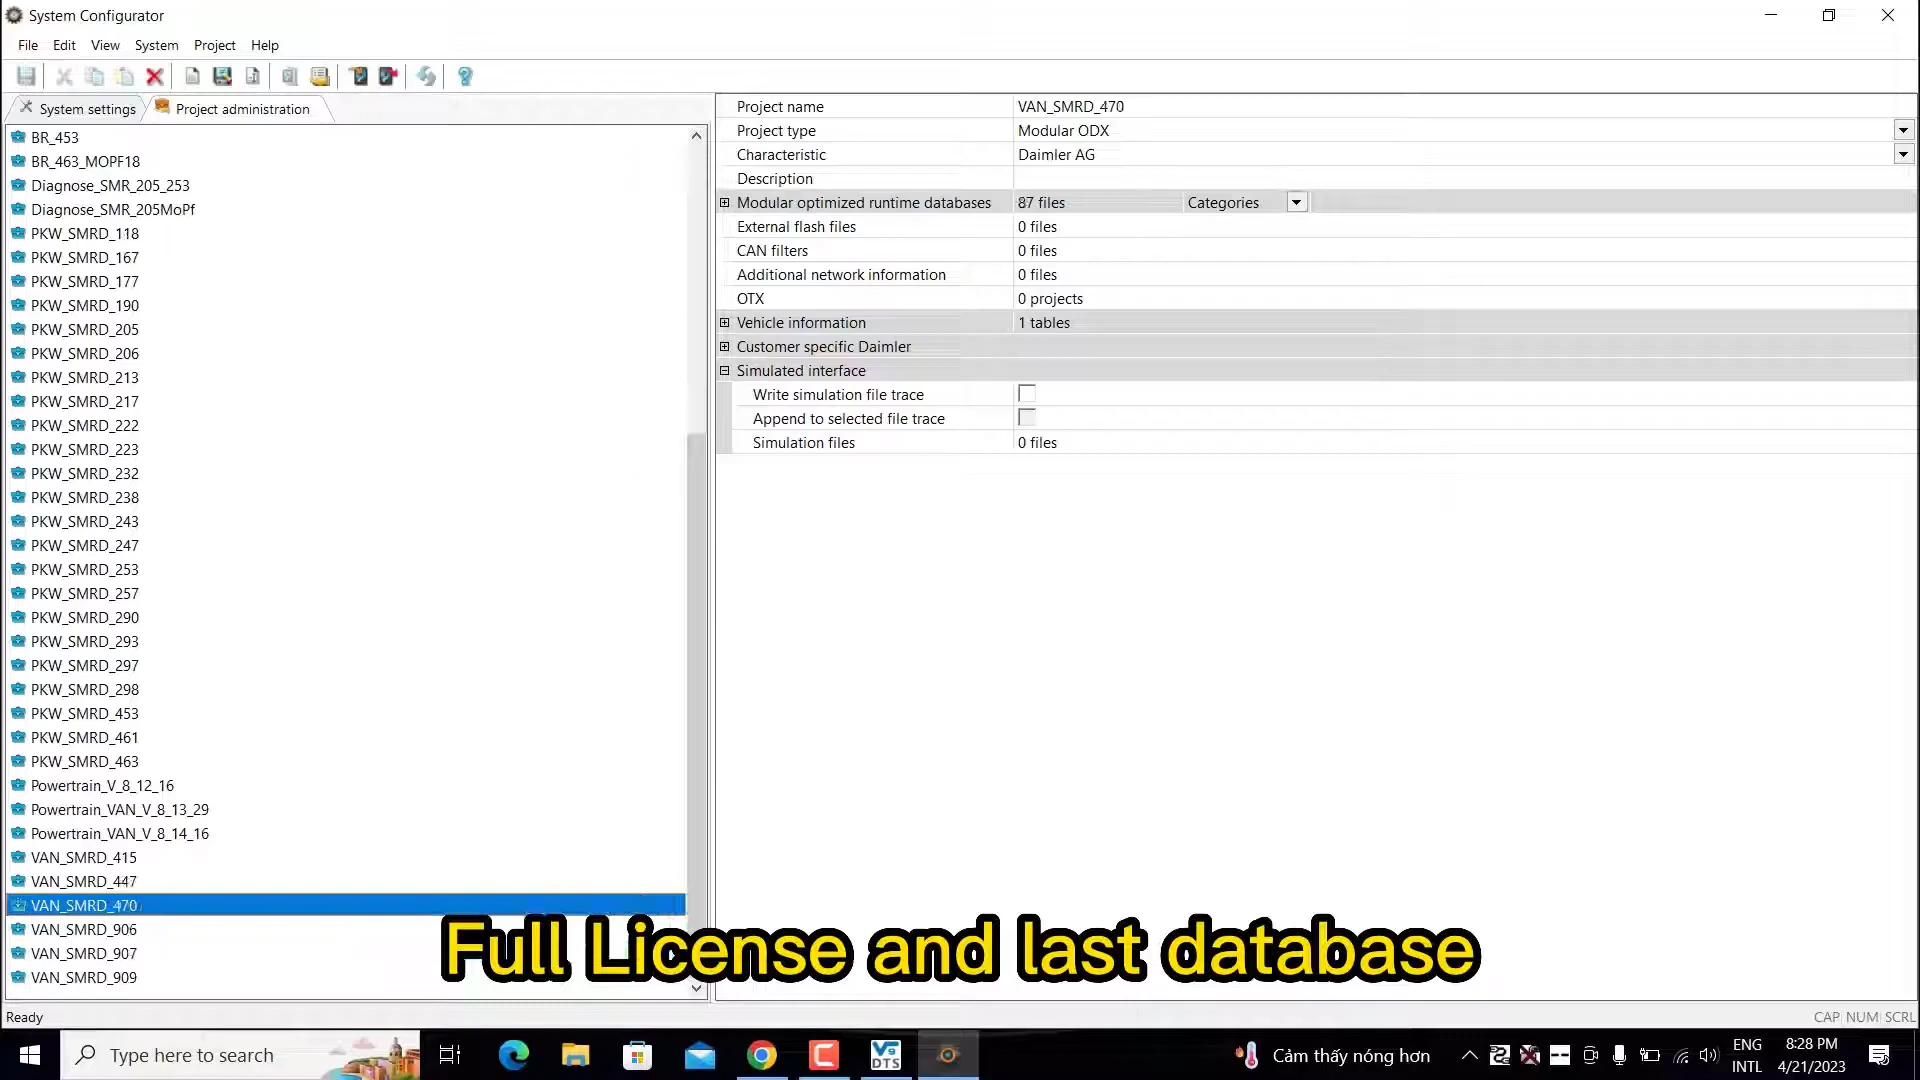 System Configurator
File Edit View System Project Help
System settings Project administration
BR_453
BR_463_MOPF18
Diagnose_SMR_205_253
Diagnose_SMR_205MoPf
PKW_SMRD_118
PKW_SMRD_167
PKW_SMRD_177
PKW_SMRD_190
PKW_SMRD_205
PKW_SMRD_206
PKW_SMRD_213
PKW_SMRD_217
PKW_SMRD_222
PKW_SMRD_223
PKW_SMRD_232
PKW_SMRD_238
PKW_SMRD_243
PKW_SMRD_247
PKW_SMRD_253
PKW_SMRD_257
PKW_SMRD_290
PKW_SMRD_293
PKW_SMRD_297
PKW_SMRD_298
PKW_SMRD_453
PKW_SMRD_461
PKW_SMRD_463
Powertrain_V_8_12_16
Powertrain_VAN_V_8_13_29
Powertrain_VAN_V_8_14_16
VAN_SMRD_415
VAN_SMRD_447
VAN_SMRD_470
VAN_SMRD_906
VAN_SMRD_907
VAN_SMRD_909
Project name VAN_SMRD_470
Project type Modular ODX
Characteristic Daimler AG
Description
Modular optimized runtime databases 87 files Categories
External flash files 0 files
CAN filters 0 files
Additional network information 0 files
OTX 0 projects
Vehicle information 1 tables
Customer specific Daimler
Simulated interface
Write simulation file trace
Append to selected file trace
Simulation files 0 files
Full License and last database
Ready
CAP NUM SCRL
Type here to search
V9
DTS
Cảm thấy nóng hơn
ENG
INTL
8:28 PM
4/21/2023